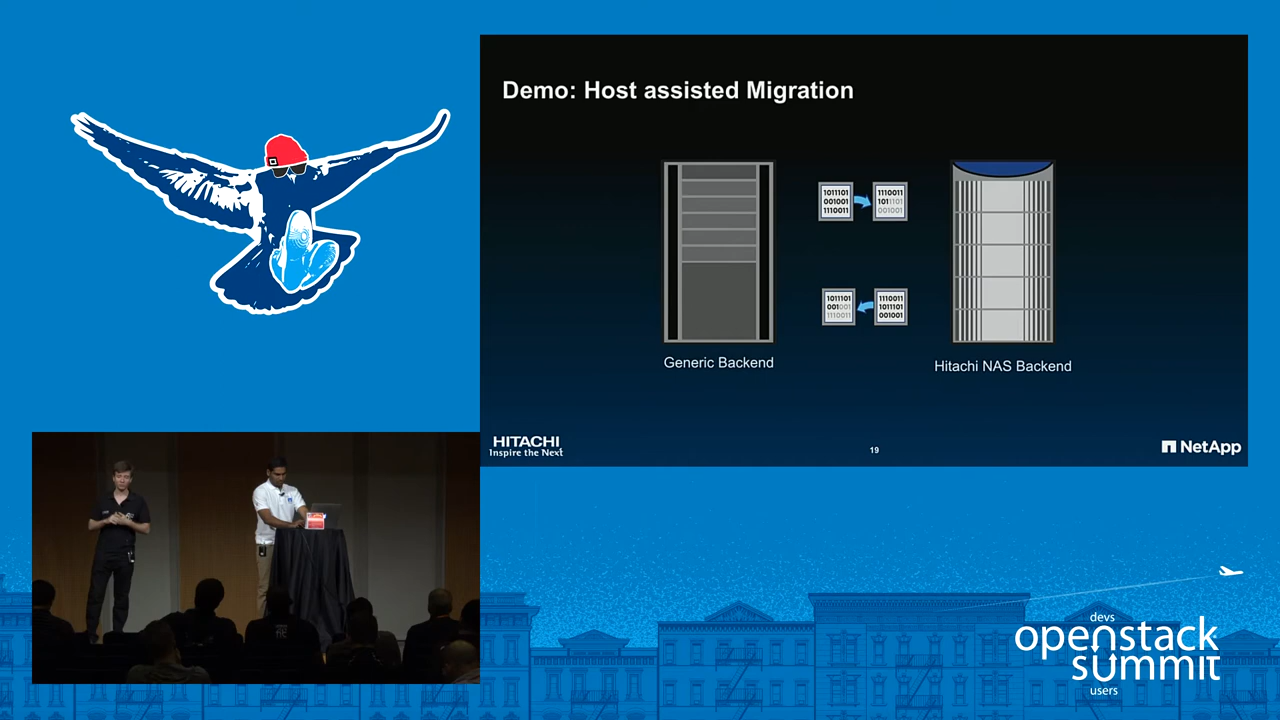 Demo: Host assisted Migration
1011101
001001
1110011
1110011
1011101
001001
1011101
001001
1110011
1110011
1011101
001001
Generic Backend
Hitachi NAS Backend
HITACHI
Inspire the Next
19
NetApp
devs
openstack
summit
users